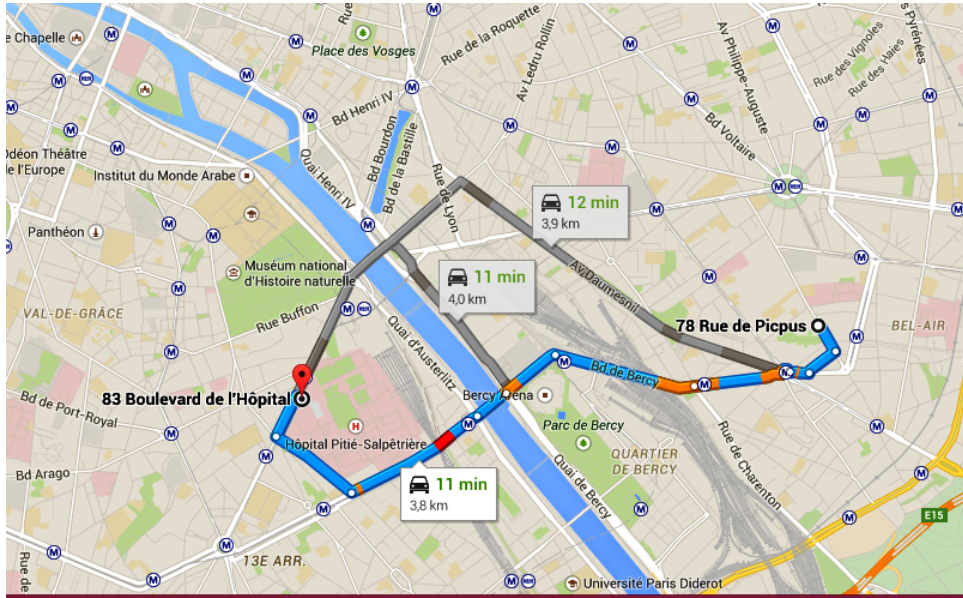 e Chapelle
RER
Place des Vosges
Rue de la Roquette
Av Ledru Rollin
Av Philippe-Auguste
Rue des Vignoles
Rue des Haies
Pyrénées
Bd Henri IV
Bd Bourdon
Bd de la Bastille
Bd Voltaire
Odéon Théâtre
de l'Europe
Institut du Monde Arabe
Quai Henri IV
Rue de Lyon
12 min
3,9 km
Panthéon
Muséum national
d'Histoire naturelle
11 min
4,0 km
Av Daumesnil
VAL-DE-GRÂCE
Rue Buffon
Quai d'Austerlitz
78 Rue de Picpus
BEL-AIR
83 Boulevard de l'Hôpital
Bd de Bercy
Bercy Arena
Bd de Port-Royal
Hôpital Pitié-Salpêtrière
H
Parc de Bercy
Bd Arago
QUARTIER
DE BERCY
Rue de Charenton
Quai de Bercy
11 min
3,8 km
E15
13E ARR.
Rue de
Université Paris Diderot